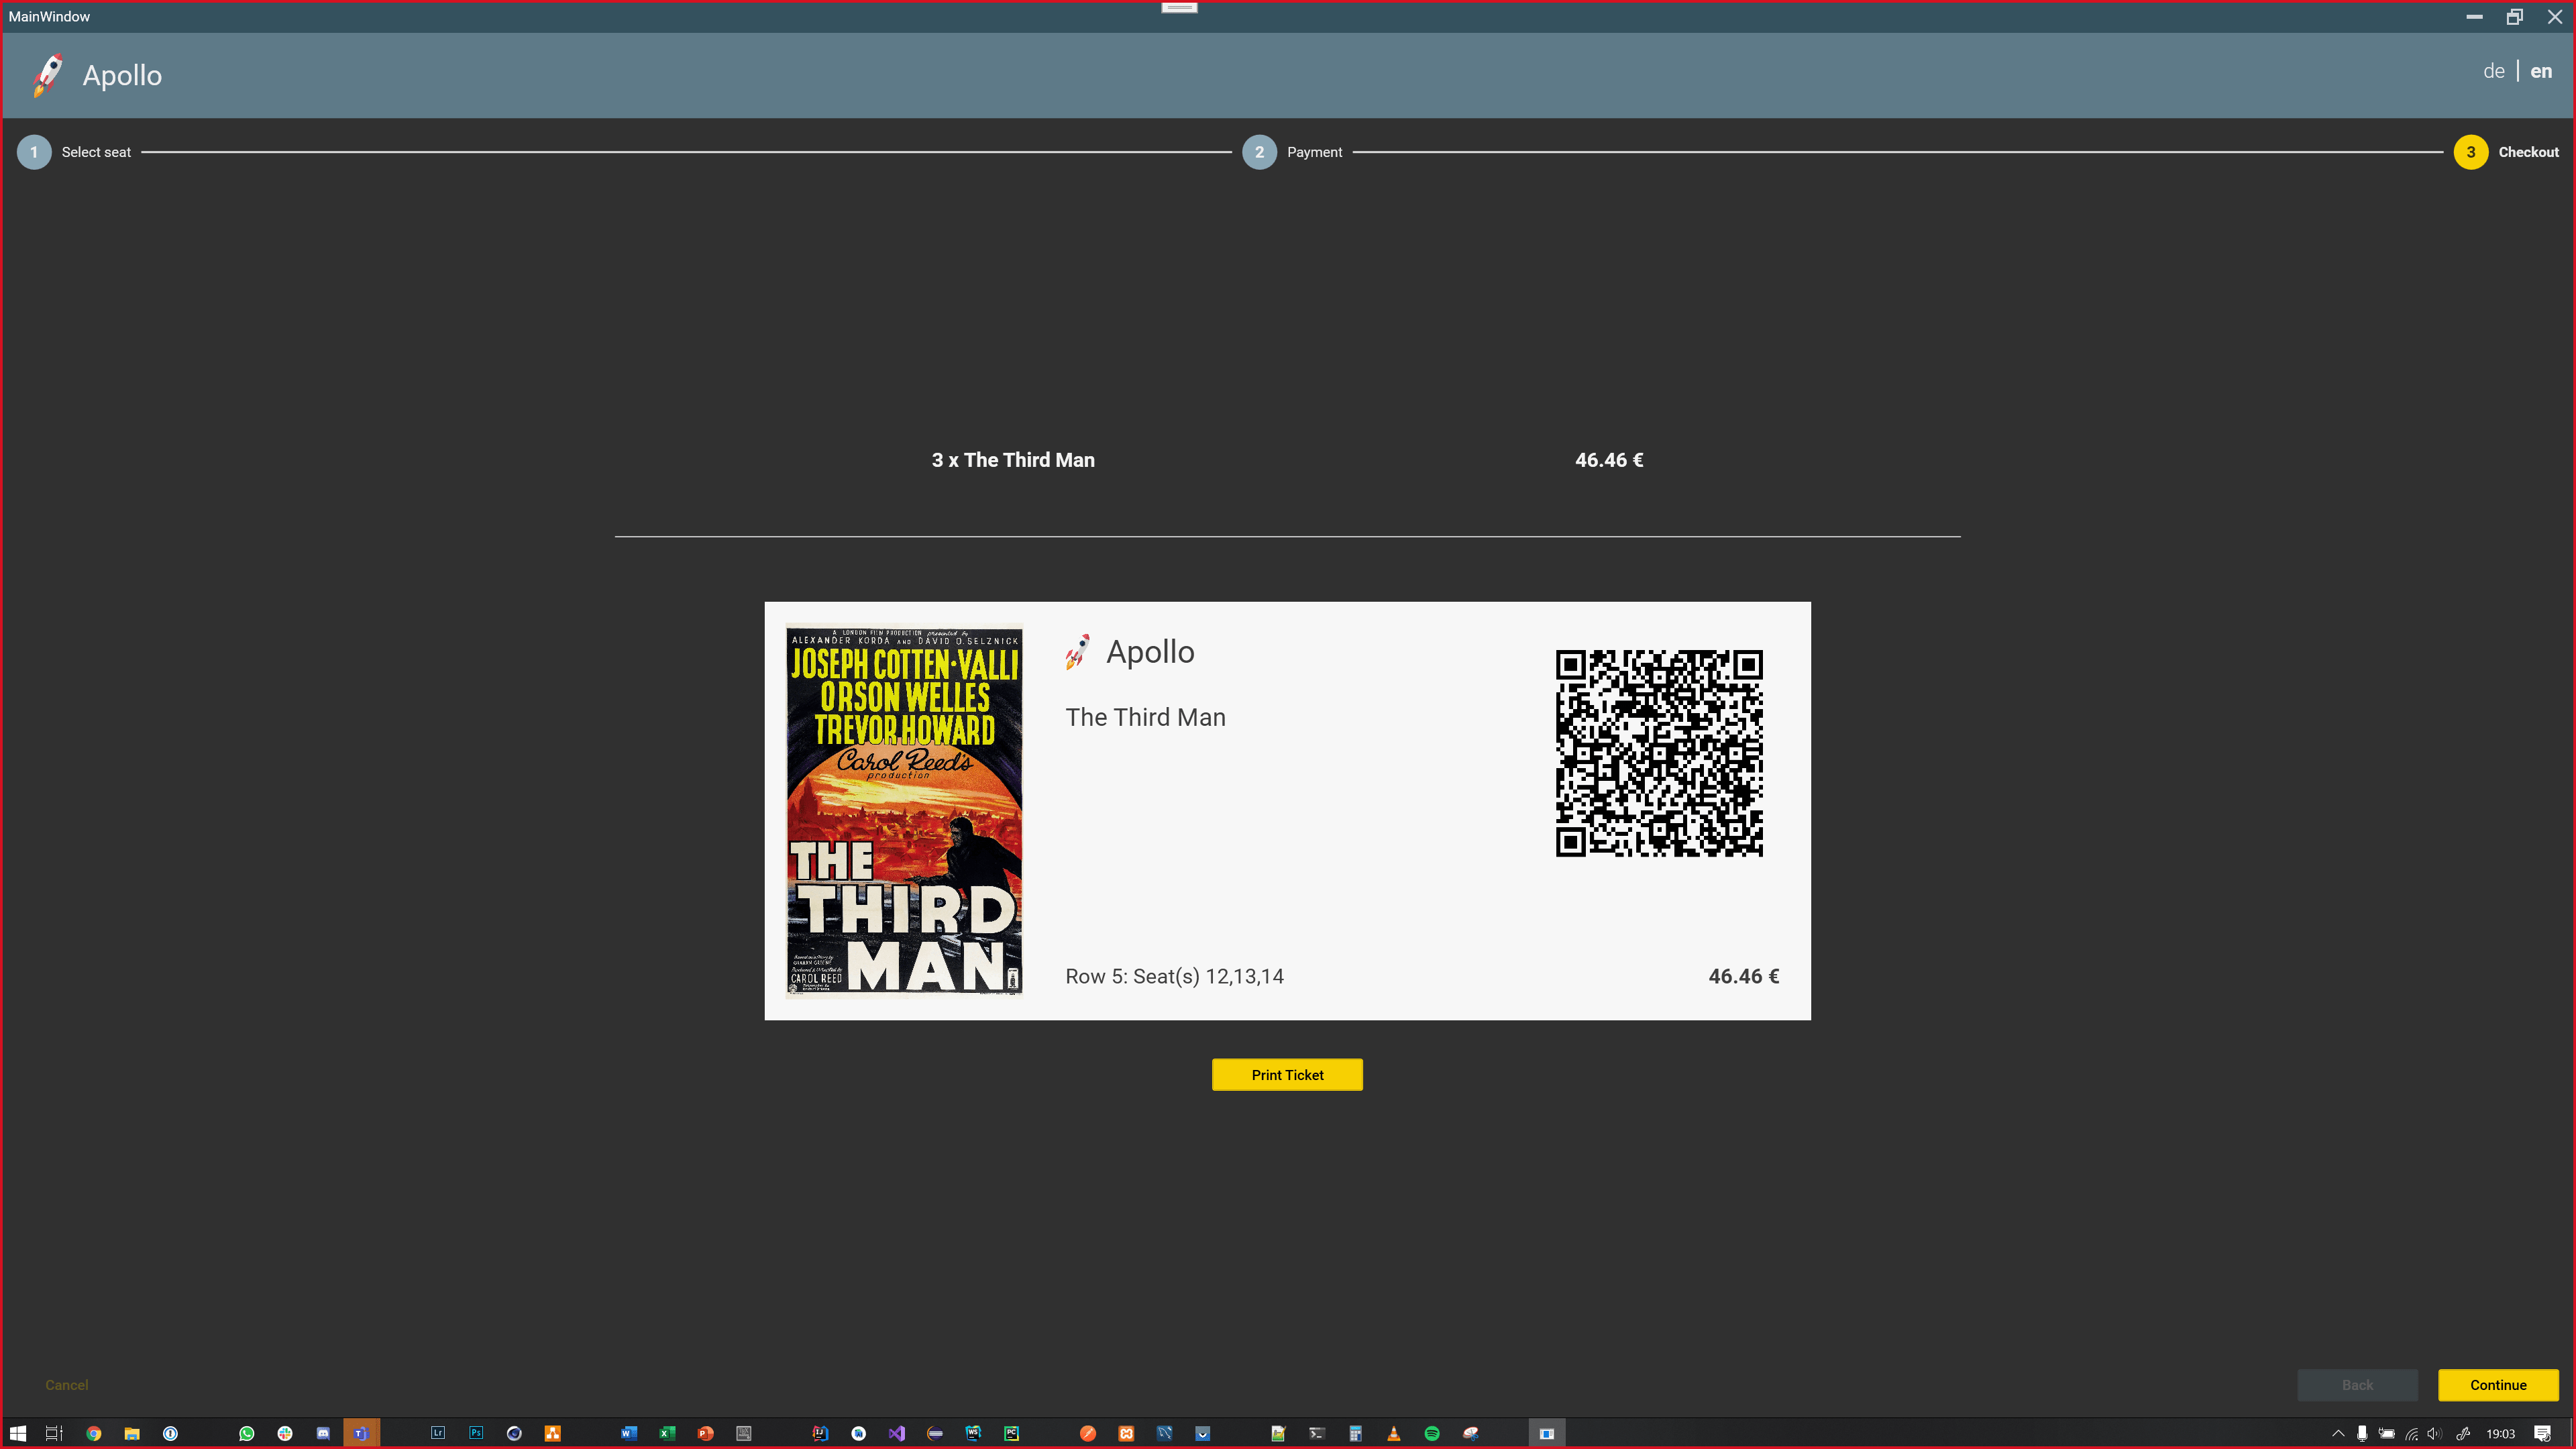 MainWindow
Apollo
de | en
1 Select seat
2 Payment
3 Checkout
3 x The Third Man
46.46 €
A LONDON FILM PRODUCTION presented by
ALEXANDER KORDA AND DAVID O. SELZNICK
JOSEPH COTTEN·VALLI
ORSON WELLES
TREVOR HOWARD
Carol Reed's
production
THE
THIRD
MAN
CAROL REED
Apollo
The Third Man
Row 5: Seat(s) 12,13,14
46.46 €
Print Ticket
Cancel
Back
Continue
19:03